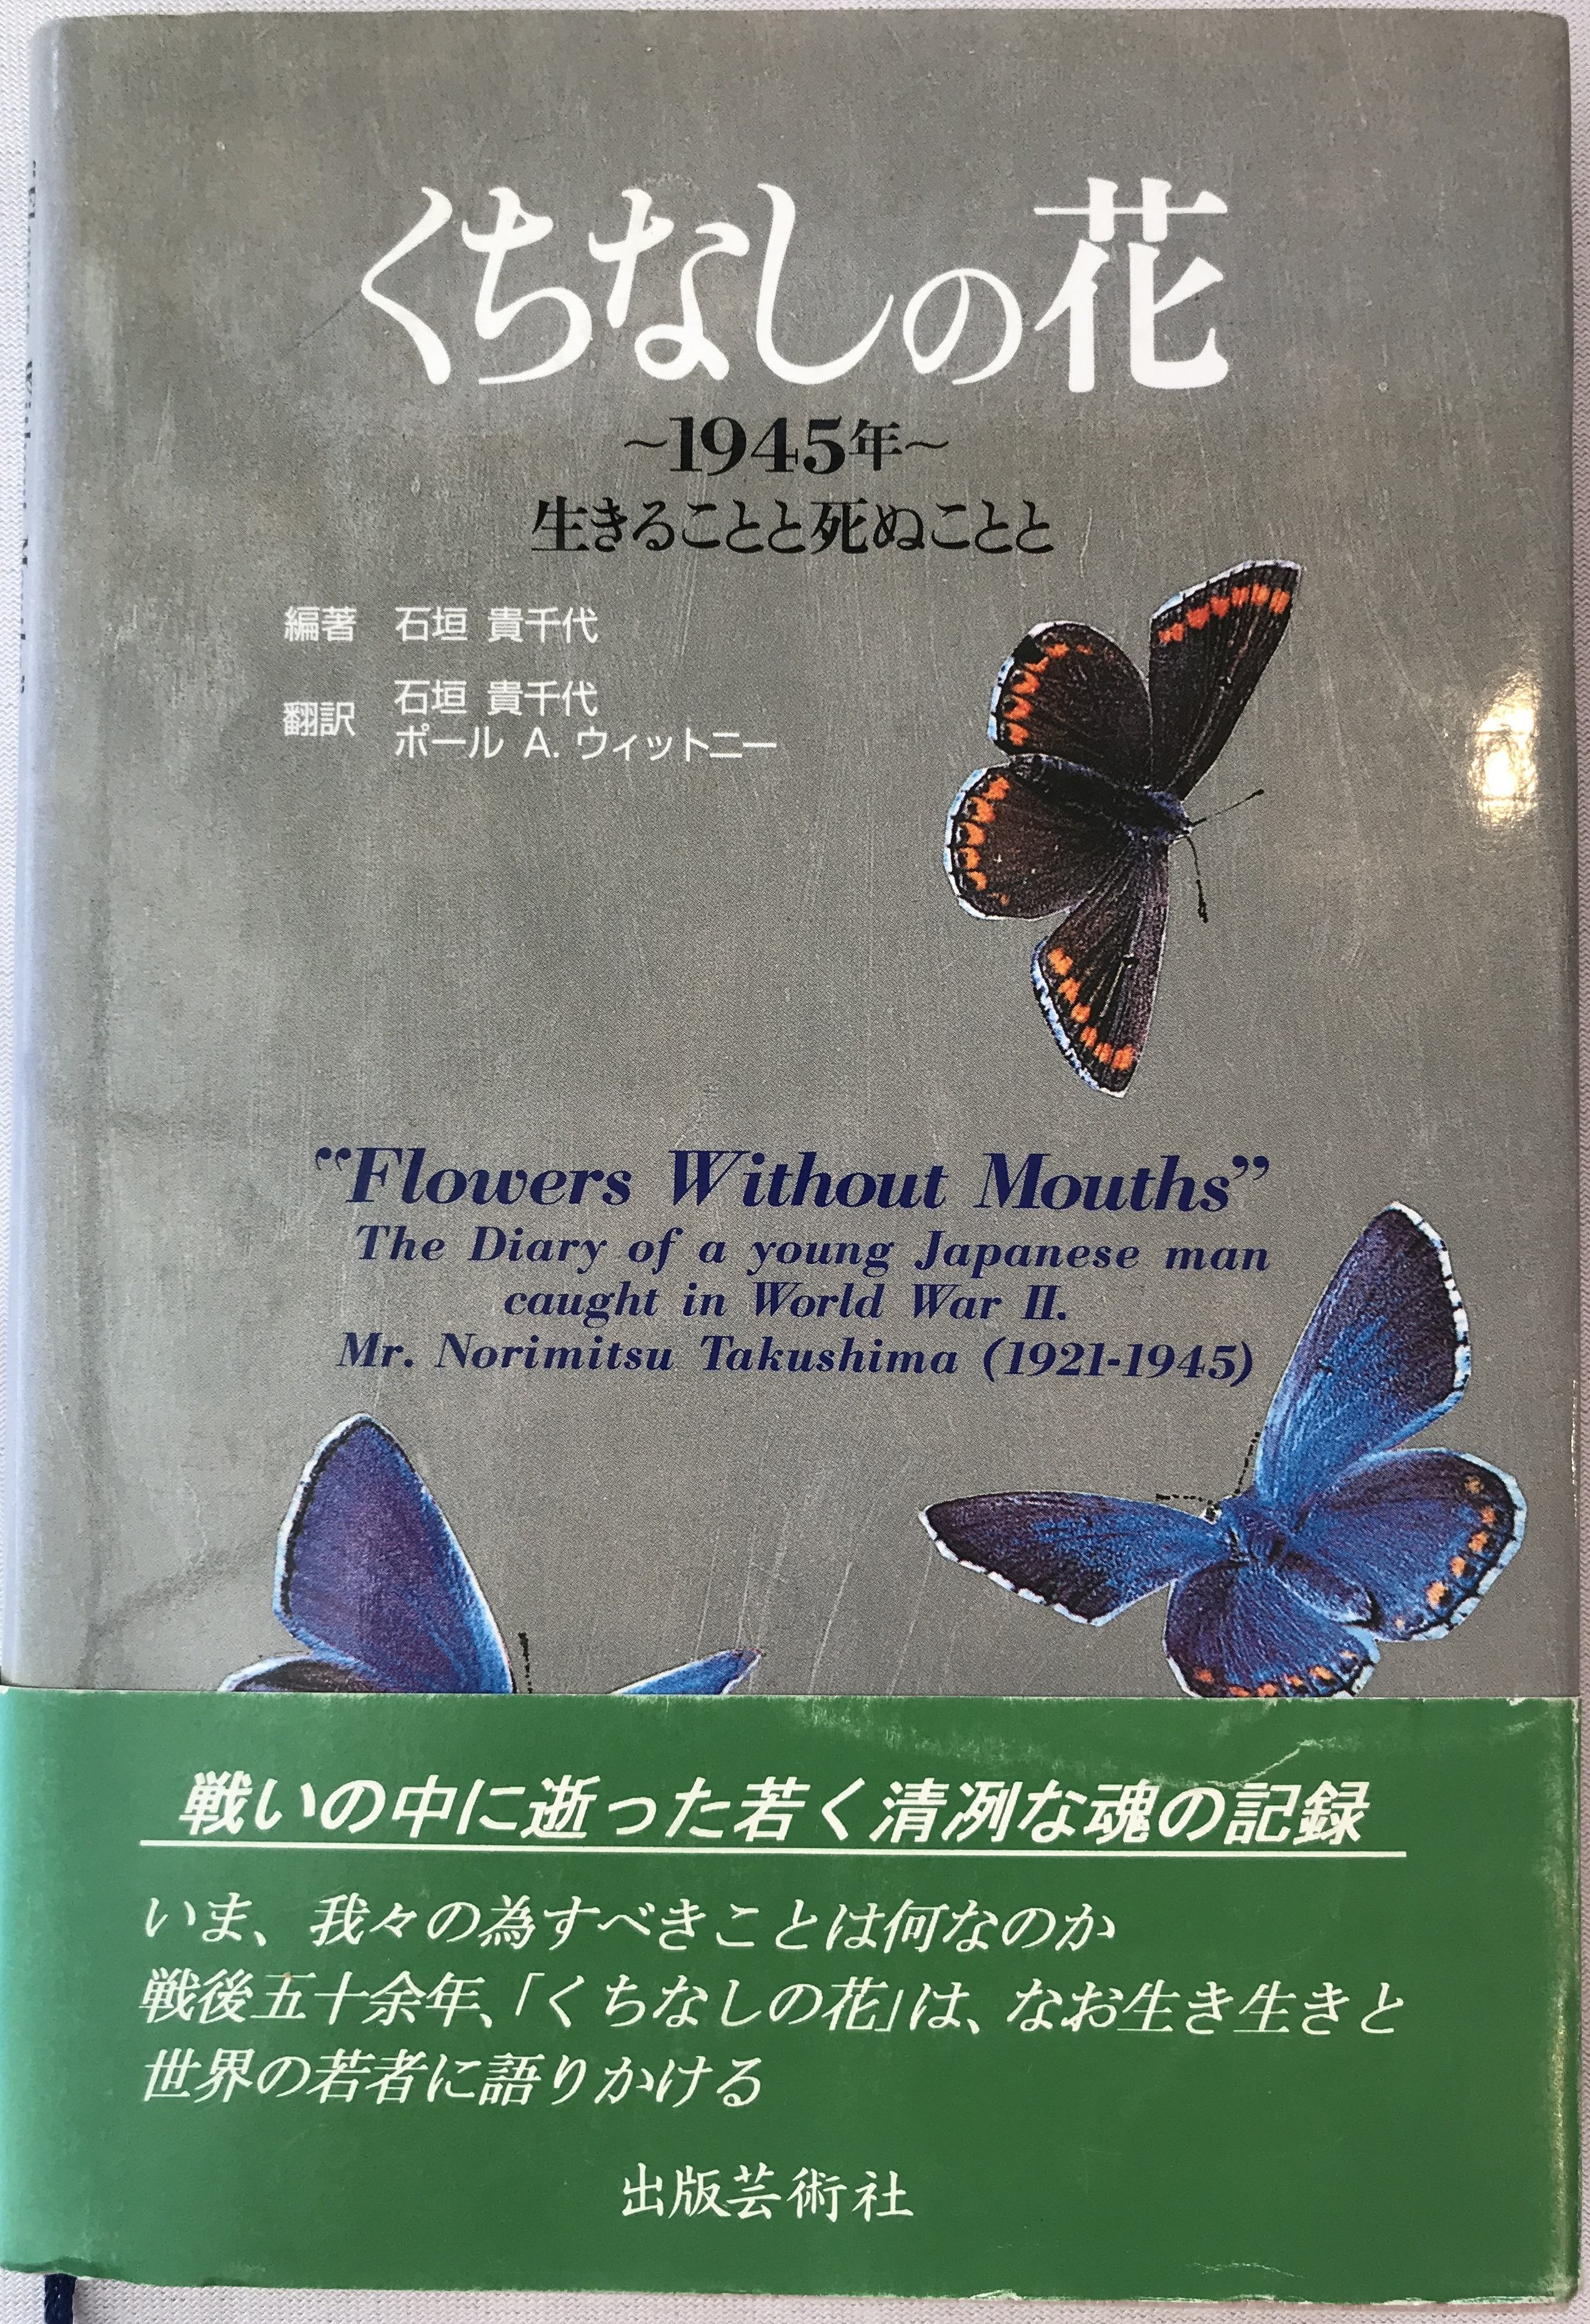 くちなしの花
～1945年～
生きることと死ぬことと
編著 石垣 貴千代
翻訳 石垣 貴千代
ポール A. ウィットニー
“Flowers Without Mouths”
The Diary of a young Japanese man
caught in World War II.
Mr. Norimitsu Takushima (1921-1945)
戦いの中に逝った若く清冽な魂の記録
いま、我々の為すべきことは何なのか
戦後五十余年、「くちなしの花」は、なお生き生きと
世界の若者に語りかける
出版芸術社